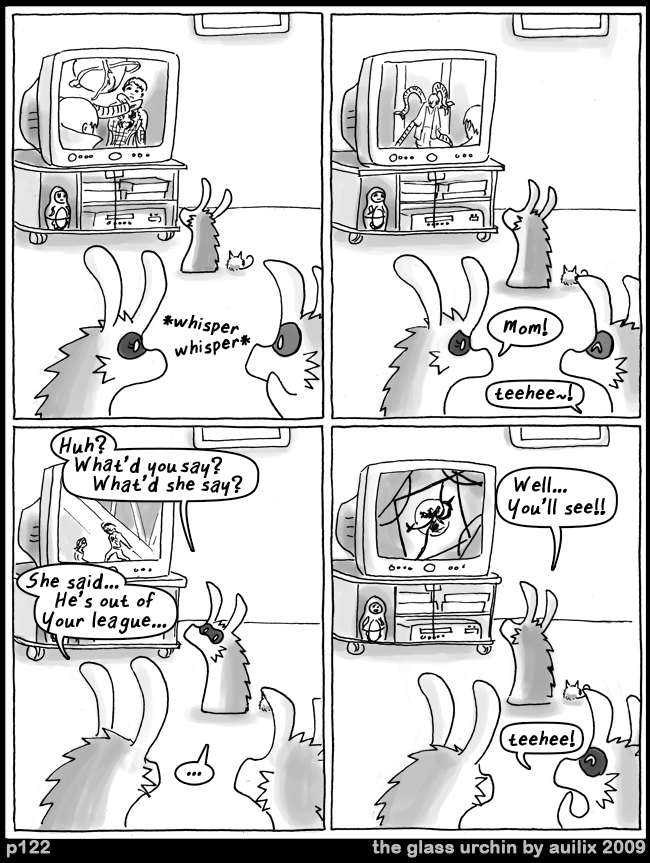 *whisper
whisper*
Mom!
teehee~!
Huh?
What'd you say?
What'd she say?
She said...
He's out of
your league...
...
Well...
You'll see!!
teehee!
p122
the glass urchin by auilix 2009